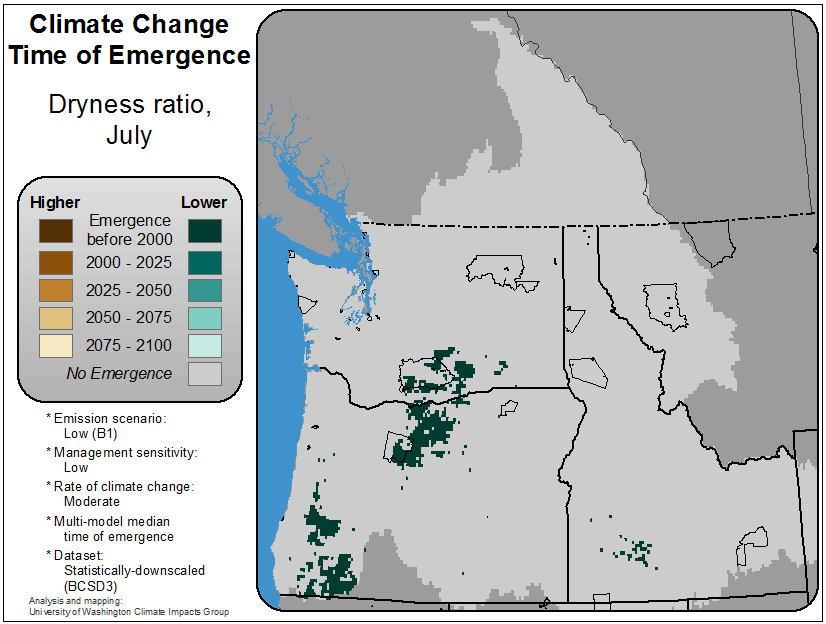 Climate Change
Time of Emergence
Dryness ratio,
July
Higher Lower
Emergence
before 2000
2000 - 2025
2025 - 2050
2050 - 2075
2075 - 2100
No Emergence
* Emission scenario:
Low (B1)
* Management sensitivity:
Low
* Rate of climate change:
Moderate
* Multi-model median
time of emergence
* Dataset:
Statistically-downscaled
(BCSD3)
Analysis and mapping:
University of Washington Climate Impacts Group